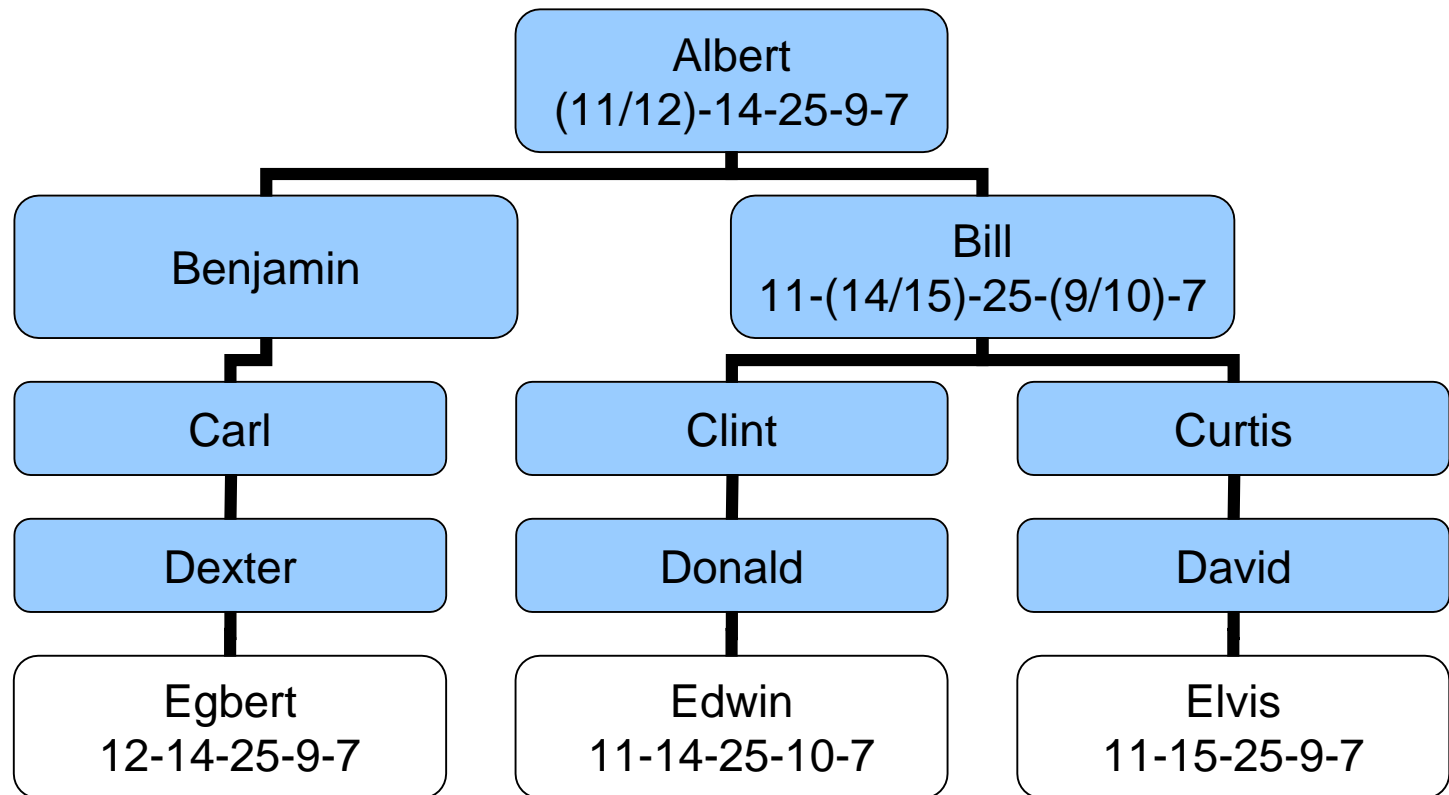 Albert
(11/12)-14-25-9-7
Benjamin
Bill
11-(14/15)-25-(9/10)-7
Carl
Clint
Curtis
Dexter
Donald
David
Egbert
12-14-25-9-7
Edwin
11-14-25-10-7
Elvis
11-15-25-9-7